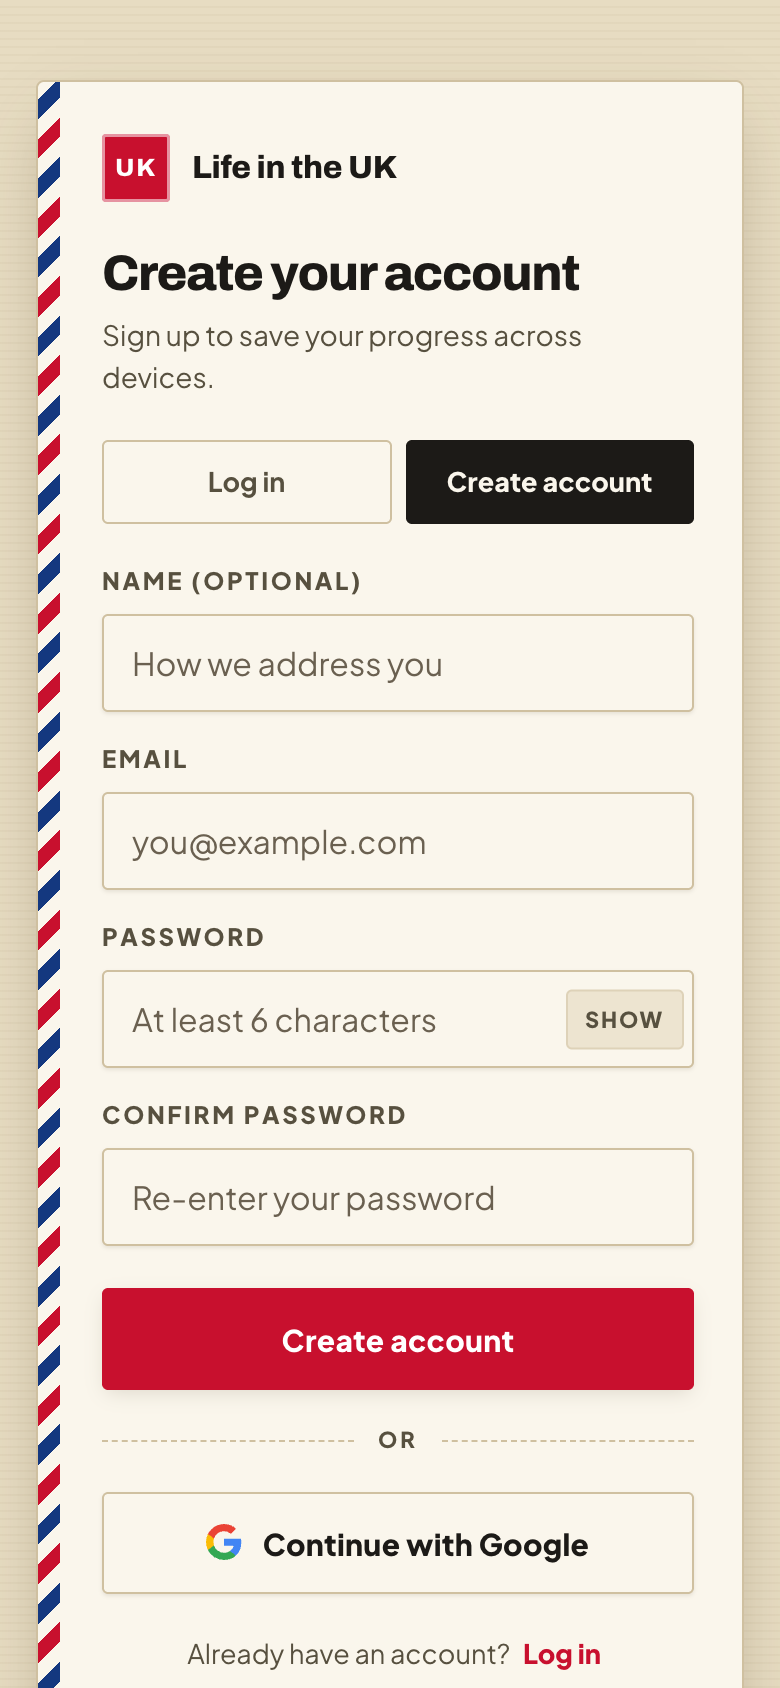 UK Life in the UK
Create your account
Sign up to save your progress across
devices.
Log in Create account
NAME (OPTIONAL)
How we address you
EMAIL
you@example.com
PASSWORD
At least 6 characters SHOW
CONFIRM PASSWORD
Re-enter your password
Create account
OR
Continue with Google
Already have an account? Log in